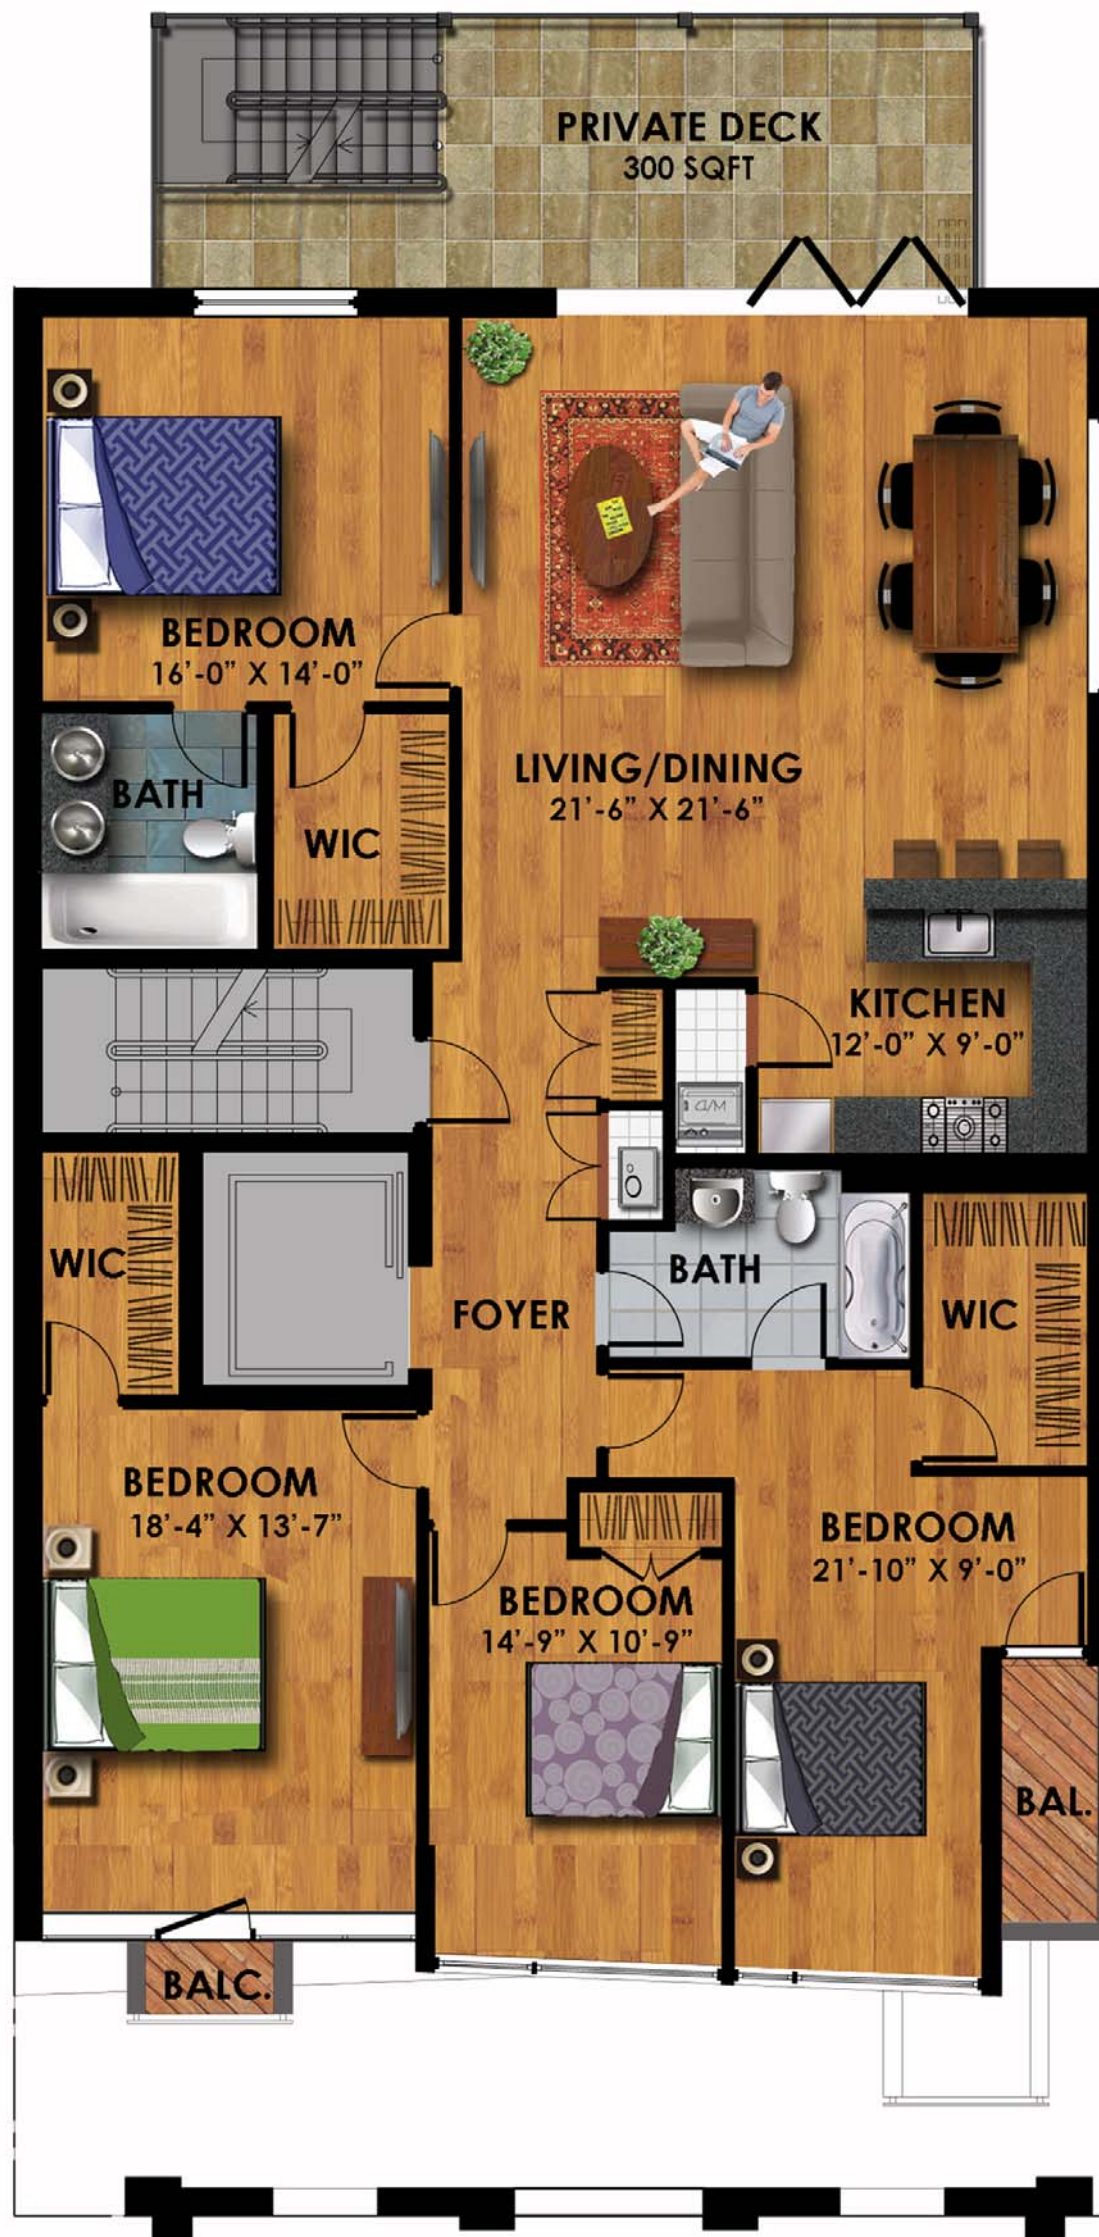 PRIVATE DECK
300 SQFT
BEDROOM
16'-0" X 14'-0"
LIVING/DINING
21'-6" X 21'-6"
BATH
WIC
KITCHEN
12'-0" X 9'-0"
WIC
FOYER
BATH
WIC
BEDROOM
18'-4" X 13'-7"
BEDROOM
14'-9" X 10'-9"
BEDROOM
21'-10" X 9'-0"
BAL.
BALC.